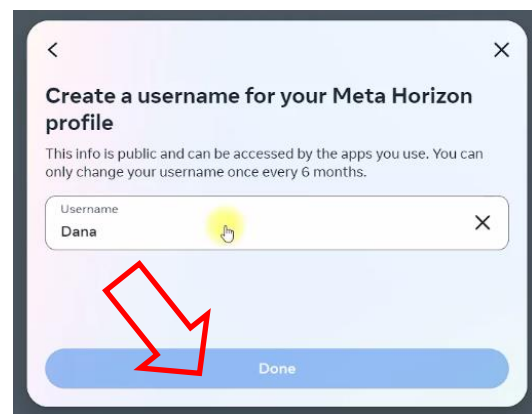 Create a username for your Meta Horizon
profile
This info is public and can be accessed by the apps you use. You can
only change your username once every 6 months.
Username
Dana
Done